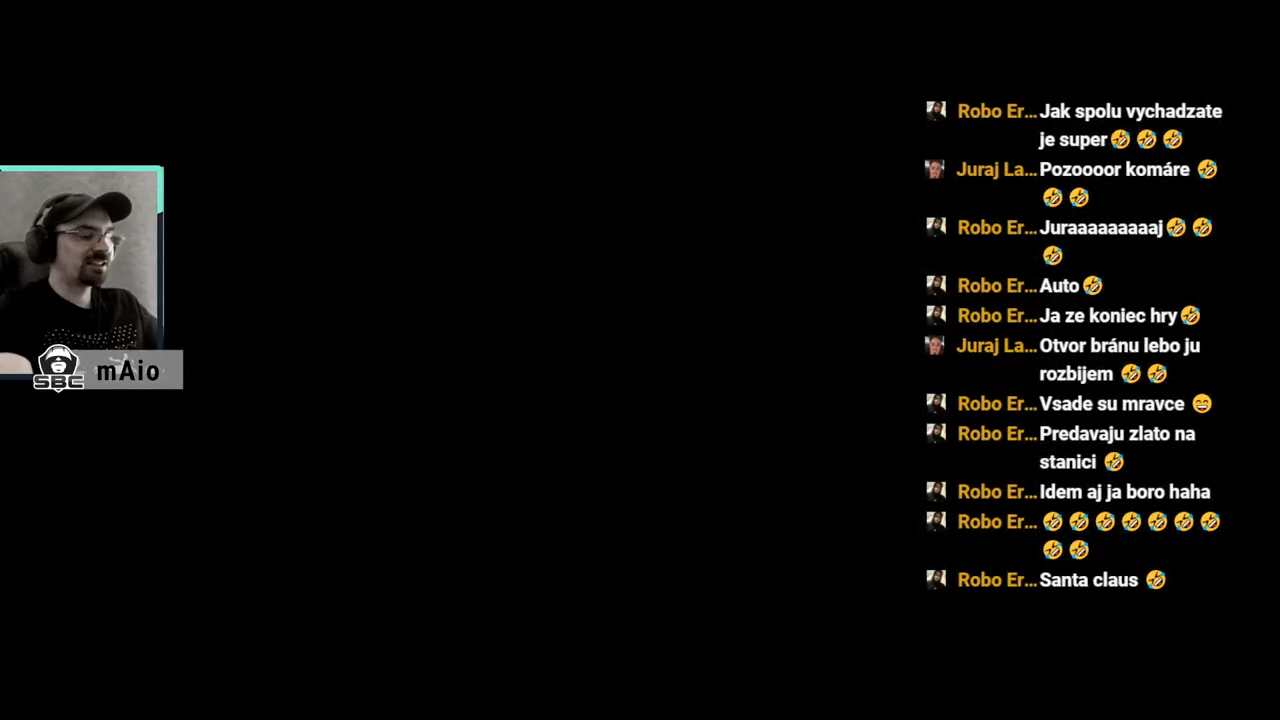 Robo Er... Jak spolu vychadzate
je super🤣🤣🤣
Juraj La... Pozoooor komáre 🤣
🤣🤣
Robo Er... Juraaaaaaaaaj🤣🤣
🤣
Robo Er... Auto🤣
Robo Er... Ja ze koniec hry🤣
Juraj La... Otvor bránu lebo ju
rozbijem 🤣🤣
Robo Er... Vsade su mravce 😁
Robo Er... Predavaju zlato na
stanici 🤣
Robo Er... Idem aj ja boro haha
Robo Er... 🤣🤣🤣🤣🤣🤣🤣
🤣🤣
Robo Er... Santa claus 🤣
SBC mAio